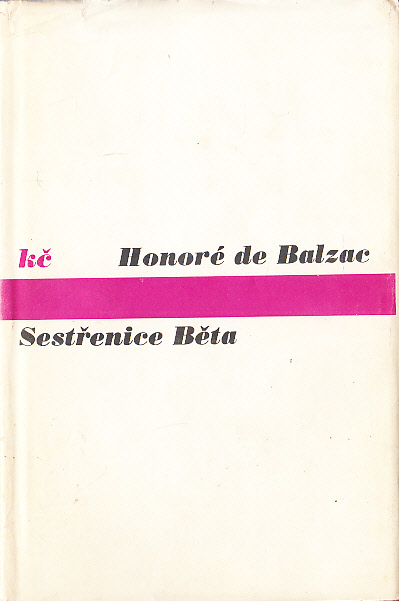 kč Honoré de Balzac
Sestřenice Běta